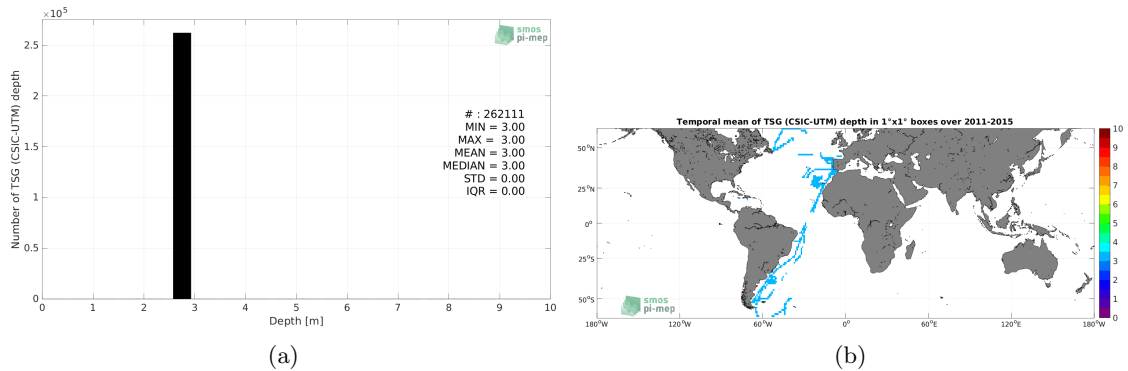 ×10^5
smos
pi-mep
Number of TSG (CSIC-UTM) depth
2.5
2
1.5
1
0.5
0
# : 262111
MIN = 3.00
MAX = 3.00
MEAN = 3.00
MEDIAN = 3.00
STD = 0.00
IQR = 0.00
0 1 2 3 4 5 6 7 8 9 10
Depth [m]
(a)
Temporal mean of TSG (CSIC-UTM) depth in 1°x1° boxes over 2011-2015
50°N
25°N
0°
25°S
50°S
smos
pi-mep
180°W 120°W 60°W 0°E 60°E 120°E 180°W
10
9
8
7
6
5
4
3
2
1
0
(b)